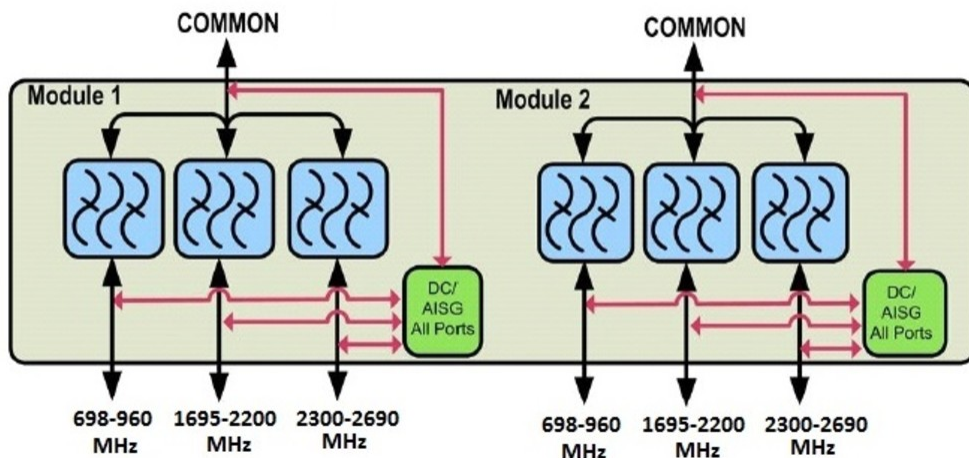 COMMON
COMMON
Module 1
Module 2
DC/
AISG
All Ports
DC/
AISG
All Ports
698-960
MHz
1695-2200
MHz
2300-2690
MHz
698-960
MHz
1695-2200
MHz
2300-2690
MHz